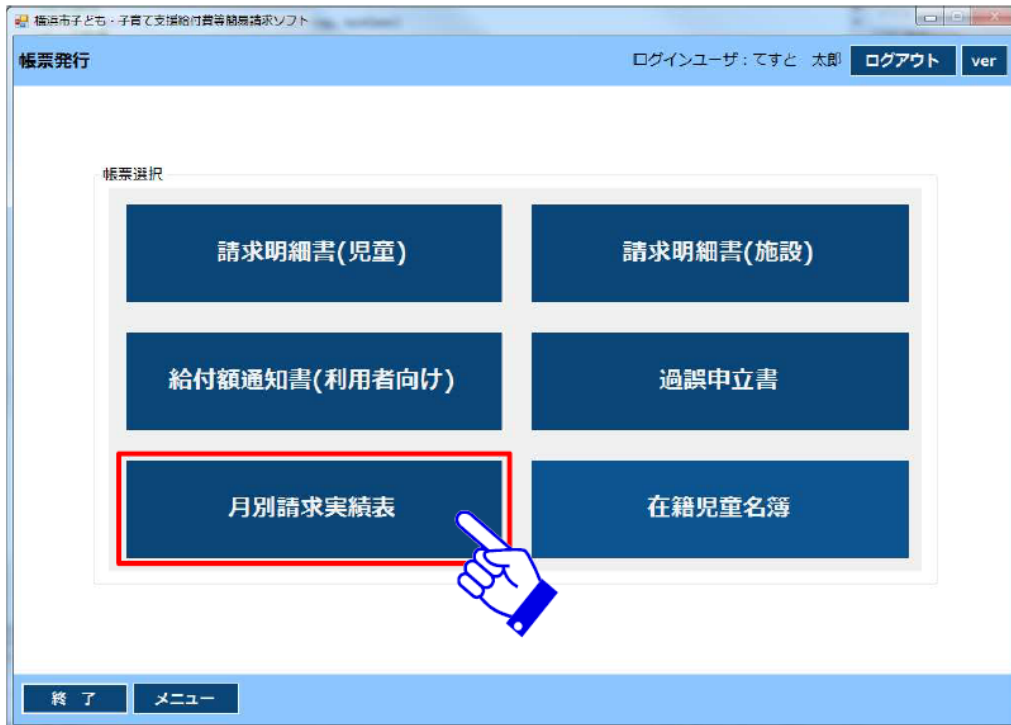 横浜市子ども・子育て支援給付費等簡易請求ソフト
帳票発行
ログインユーザ：てすと　太郎
ログアウト
ver
帳票選択
請求明細書(児童)
請求明細書(施設)
給付額通知書(利用者向け)
過誤申立書
月別請求実績表
在籍児童名簿
終　了
メニュー